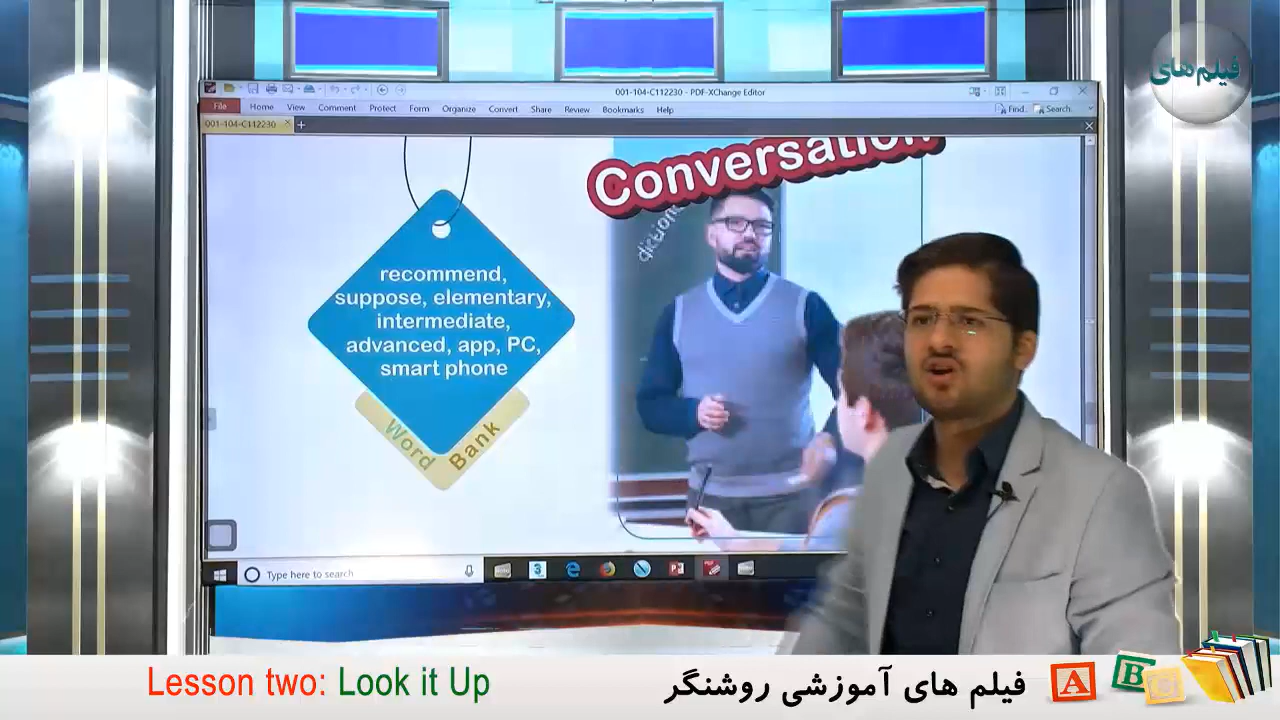 فیلم های
001-104-C112230 - PDF-XChange Editor
File Home View Comment Protect Form Organize Convert Share Review Bookmarks Help
Find... Search...
001-104-C112230
Conversation
recommend,
suppose, elementary,
intermediate,
advanced, app, PC,
smart phone
Word Bank
Type here to search
Lesson two: Look it Up
فیلم های آموزشی روشنگر
A B C